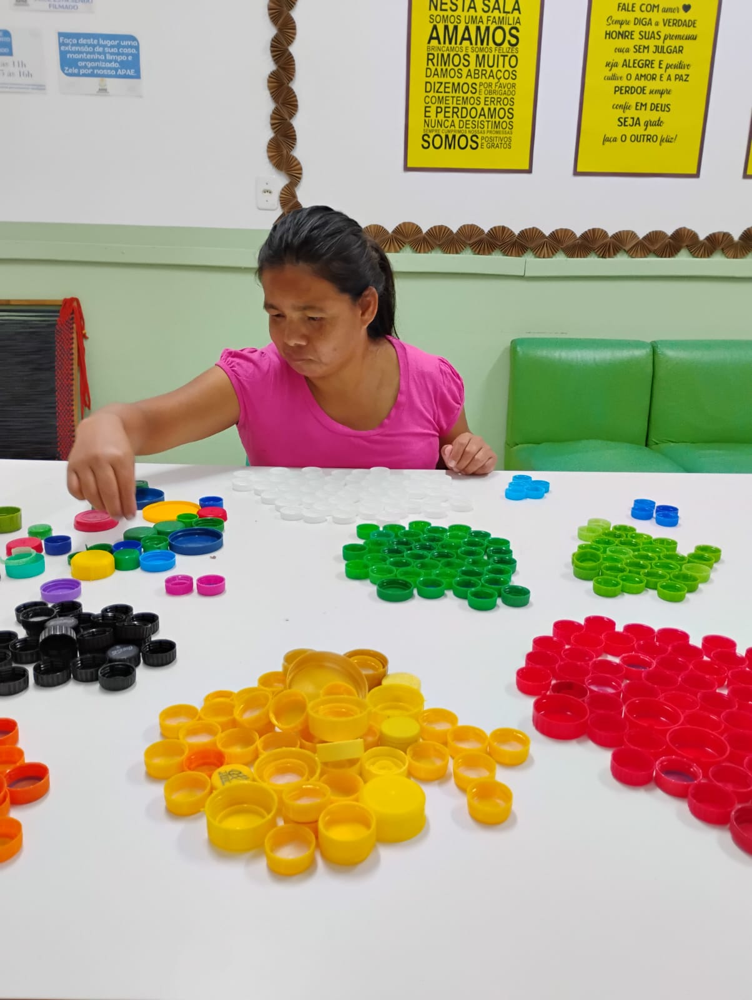 FILMADO
Faça deste lugar uma
extensão de sua casa,
mantenha limpo e
organizado.
Zele por nossa APAE.
às 11h
às 16h
NESTA SALA
SOMOS UMA FAMÍLIA
AMAMOS
BRINCAMOS E SOMOS FELIZES
RIMOS MUITO
DAMOS ABRAÇOS
DIZEMOS POR FAVOR
E OBRIGADO
COMETEMOS ERROS
E PERDOAMOS
NUNCA DESISTIMOS
SEMPRE CUMPRIMOS NOSSAS PROMESSAS
SOMOS POSITIVOS
E GRATOS
FALE COM amor
Sempre DIGA a VERDADE
HONRE SUAS promessas
ouça SEM JULGAR
seja ALEGRE E positivo
cultive O AMOR E A PAZ
PERDOE sempre
confie EM DEUS
SEJA grato
faça O OUTRO feliz!